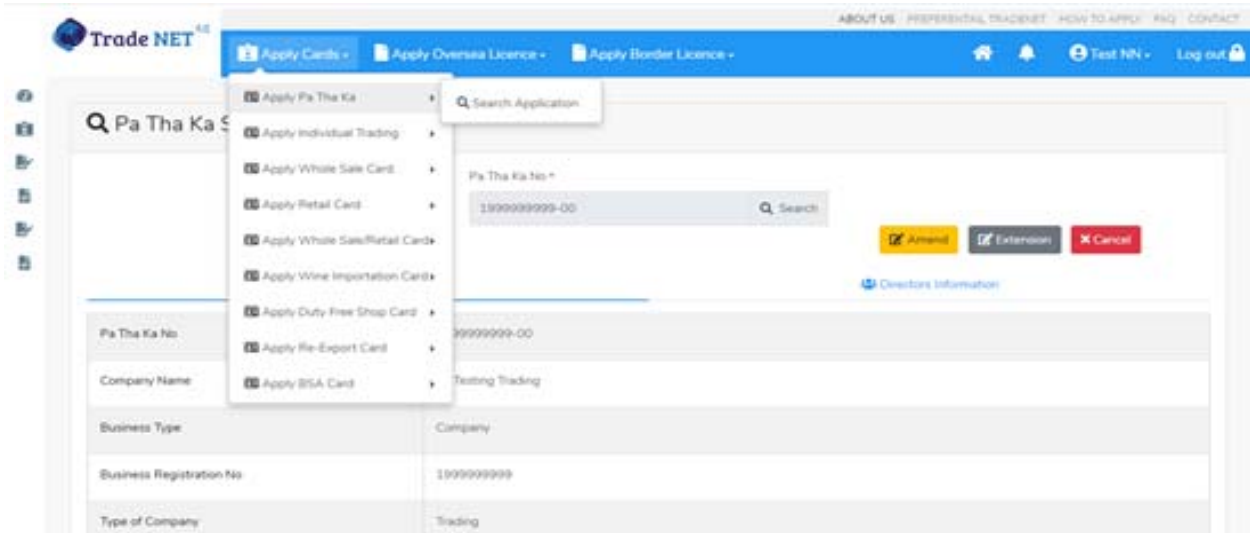 ABOUT US PREFERENTIAL TRADENET HOW TO APPLY FAQ CONTACT
Trade NET 4.0
Apply Cards
Apply Oversea Licence
Apply Border Licence
Test NN
Log out
Apply Pa Tha Ka
Search Application
Pa Tha Ka S
Apply Individual Trading
Apply Whole Sale Card
Pa Tha Ka No *
Apply Retail Card
1999999999-00
Search
Apply Whole Sale/Retail Card
Amend
Extension
Cancel
Apply Wine Importation Card
Directors Information
Apply Duty Free Shop Card
Pa Tha Ka No
99999999-00
Apply Re-Export Card
Company Name
Apply BSA Card
Testing Trading
Business Type
Company
Business Registration No
1999999999
Type of Company
Trading